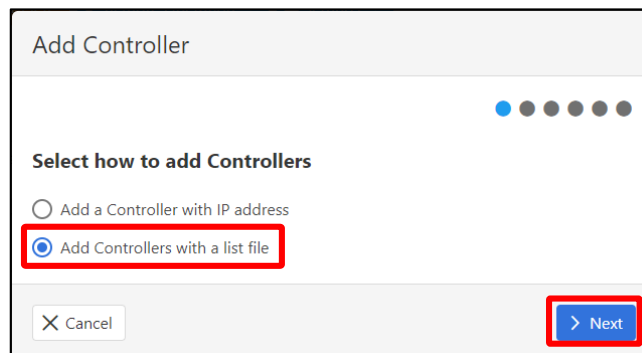 Add Controller
Select how to add Controllers
Add a Controller with IP address
Add Controllers with a list file
Cancel
Next